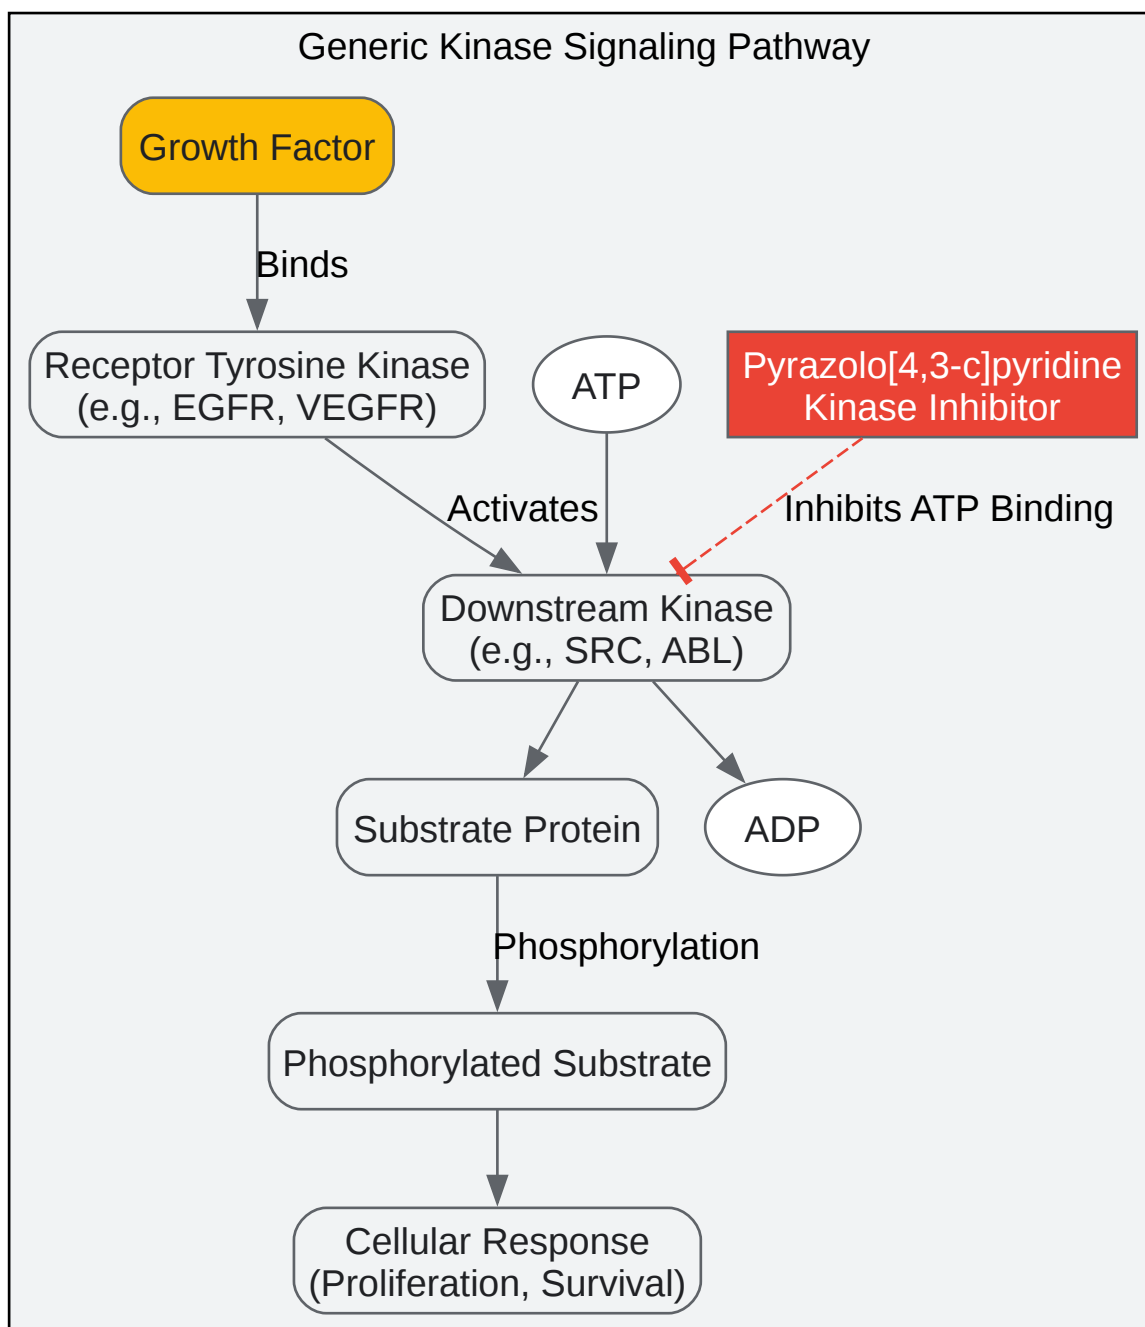 Generic Kinase Signaling Pathway
Growth Factor
Binds
Receptor Tyrosine Kinase
(e.g., EGFR, VEGFR)
ATP
Pyrazolo[4,3-c]pyridine
Kinase Inhibitor
Activates
Inhibits ATP Binding
Downstream Kinase
(e.g., SRC, ABL)
Substrate Protein
ADP
Phosphorylation
Phosphorylated Substrate
Cellular Response
(Proliferation, Survival)